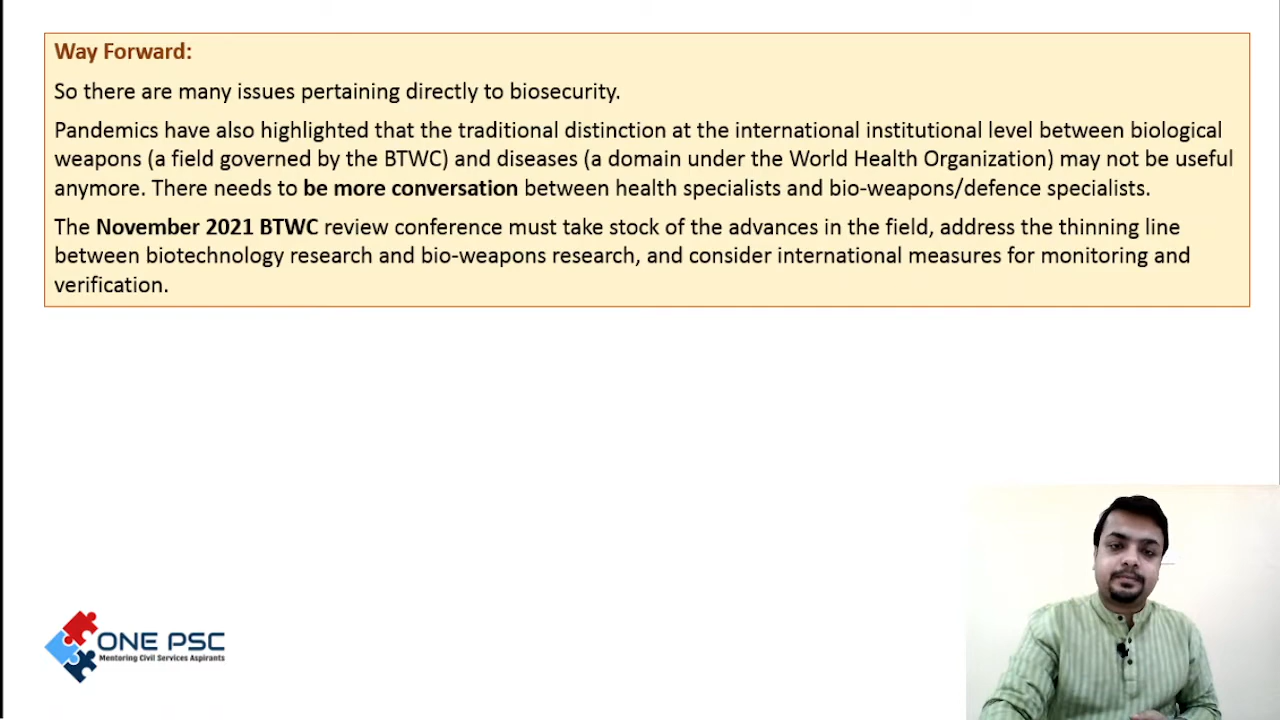 Way Forward:
So there are many issues pertaining directly to biosecurity.
Pandemics have also highlighted that the traditional distinction at the international institutional level between biological
weapons (a field governed by the BTWC) and diseases (a domain under the World Health Organization) may not be useful
anymore. There needs to be more conversation between health specialists and bio-weapons/defence specialists.
The November 2021 BTWC review conference must take stock of the advances in the field, address the thinning line
between biotechnology research and bio-weapons research, and consider international measures for monitoring and
verification.
ONE PSC
Mentoring Civil Services Aspirants